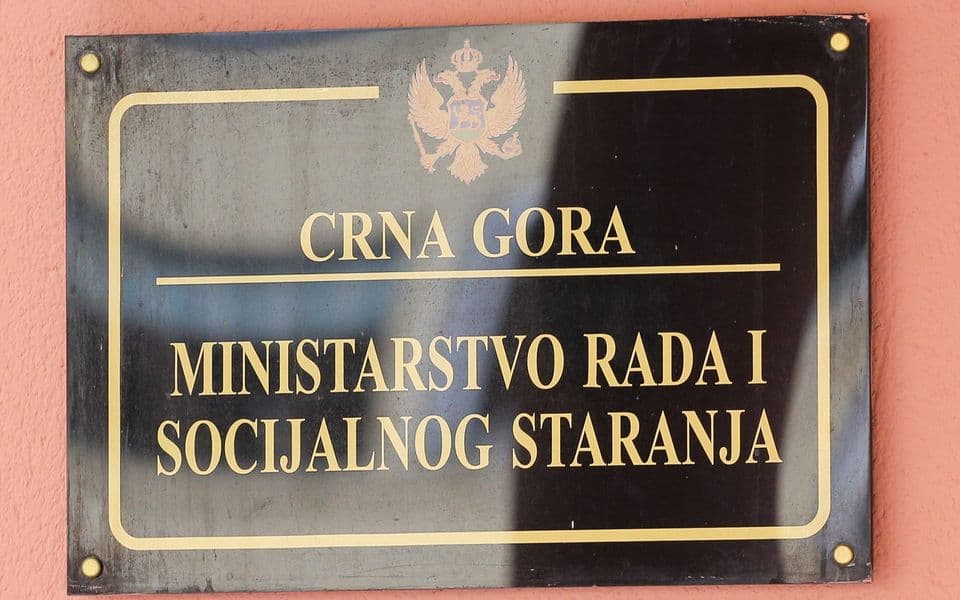 CRNA GORA
MINISTARSTVO RADA I
SOCIJALNOG STARANJA